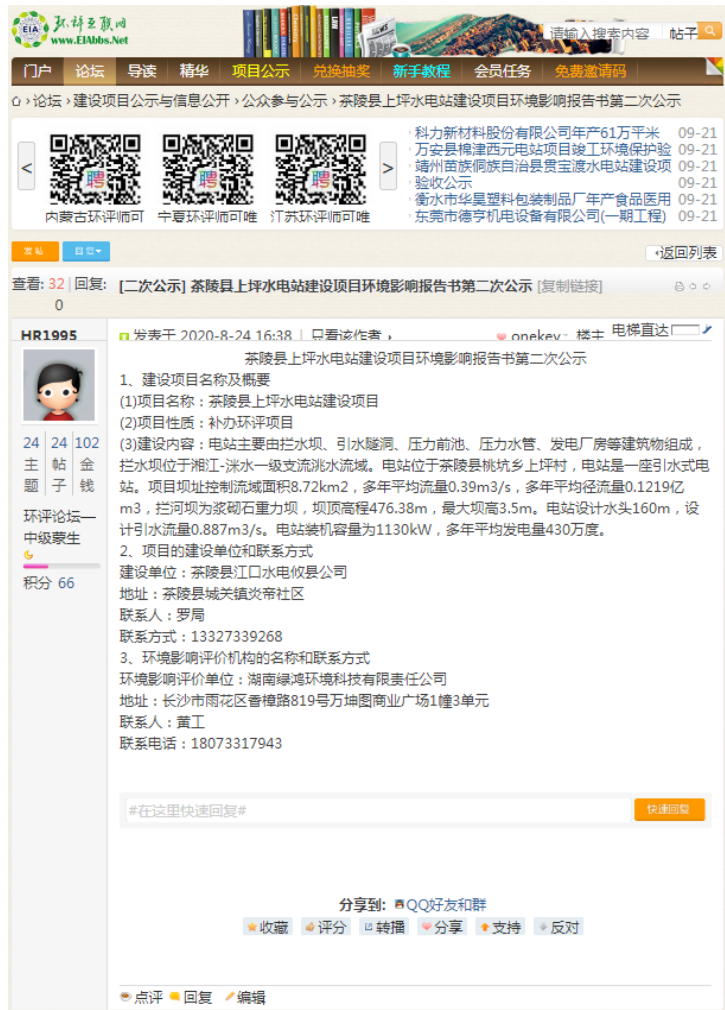 环评互联网
www.EIAbbs.Net
请输入搜索内容 帖子
门户 论坛 导读 精华 项目公示 兑换抽奖 新手教程 会员任务 免费邀请码
›论坛›建设项目公示与信息公开›公众参与公示›茶陵县上坪水电站建设项目环境影响报告书第二次公示
科力新材料股份有限公司年产61万平米 09-21
万安县棉津西元电站项目竣工环境保护验 09-21
靖州苗族侗族自治县贯宝渡水电站建设项 09-21
验收公示 09-21
衡水市华昊塑料包装制品厂年产食品医用 09-21
东莞市德亨机电设备有限公司(一期工程) 09-21
<
聘
聘
聘
>
内蒙古环评师可 宁夏环评师可唯 江苏环评师可唯
发帖 回复
返回列表
查看: 32 | 回复: 0
[二次公示] 茶陵县上坪水电站建设项目环境影响报告书第二次公示 [复制链接]
HR1995
发表于 2020-8-24 16:38 | 只看该作者
onekey 楼主 电梯直达
24 24 102
主题 帖子 金钱
环评论坛—中级蒙生
积分 66
茶陵县上坪水电站建设项目环境影响报告书第二次公示
1、建设项目名称及概要
(1)项目名称：茶陵县上坪水电站建设项目
(2)项目性质：补办环评项目
(3)建设内容：电站主要由拦水坝、引水隧洞、压力前池、压力水管、发电厂房等建筑物组成，
拦水坝位于湘江-洣水一级支流洮水流域。电站位于茶陵县桃坑乡上坪村，电站是一座引水式电
站。项目坝址控制流域面积8.72km2，多年平均流量0.39m3/s，多年平均径流量0.1219亿
m3，拦河坝为浆砌石重力坝，坝顶高程476.38m，最大坝高3.5m。电站设计水头160m，设
计引水流量0.887m3/s。电站装机容量为1130kW，多年平均发电量430万度。
2、项目的建设单位和联系方式
建设单位：茶陵县江口水电攸县公司
地址：茶陵县城关镇炎帝社区
联系人：罗局
联系方式：13327339268
3、环境影响评价机构的名称和联系方式
环境影响评价单位：湖南绿鸿环境科技有限责任公司
地址：长沙市雨花区香樟路819号万坤图商业广场1幢3单元
联系人：黄工
联系电话：18073317943
#在这里快速回复#
快速回复
分享到: QQ好友和群
收藏 评分 转播 分享 支持 反对
点评 回复 编辑